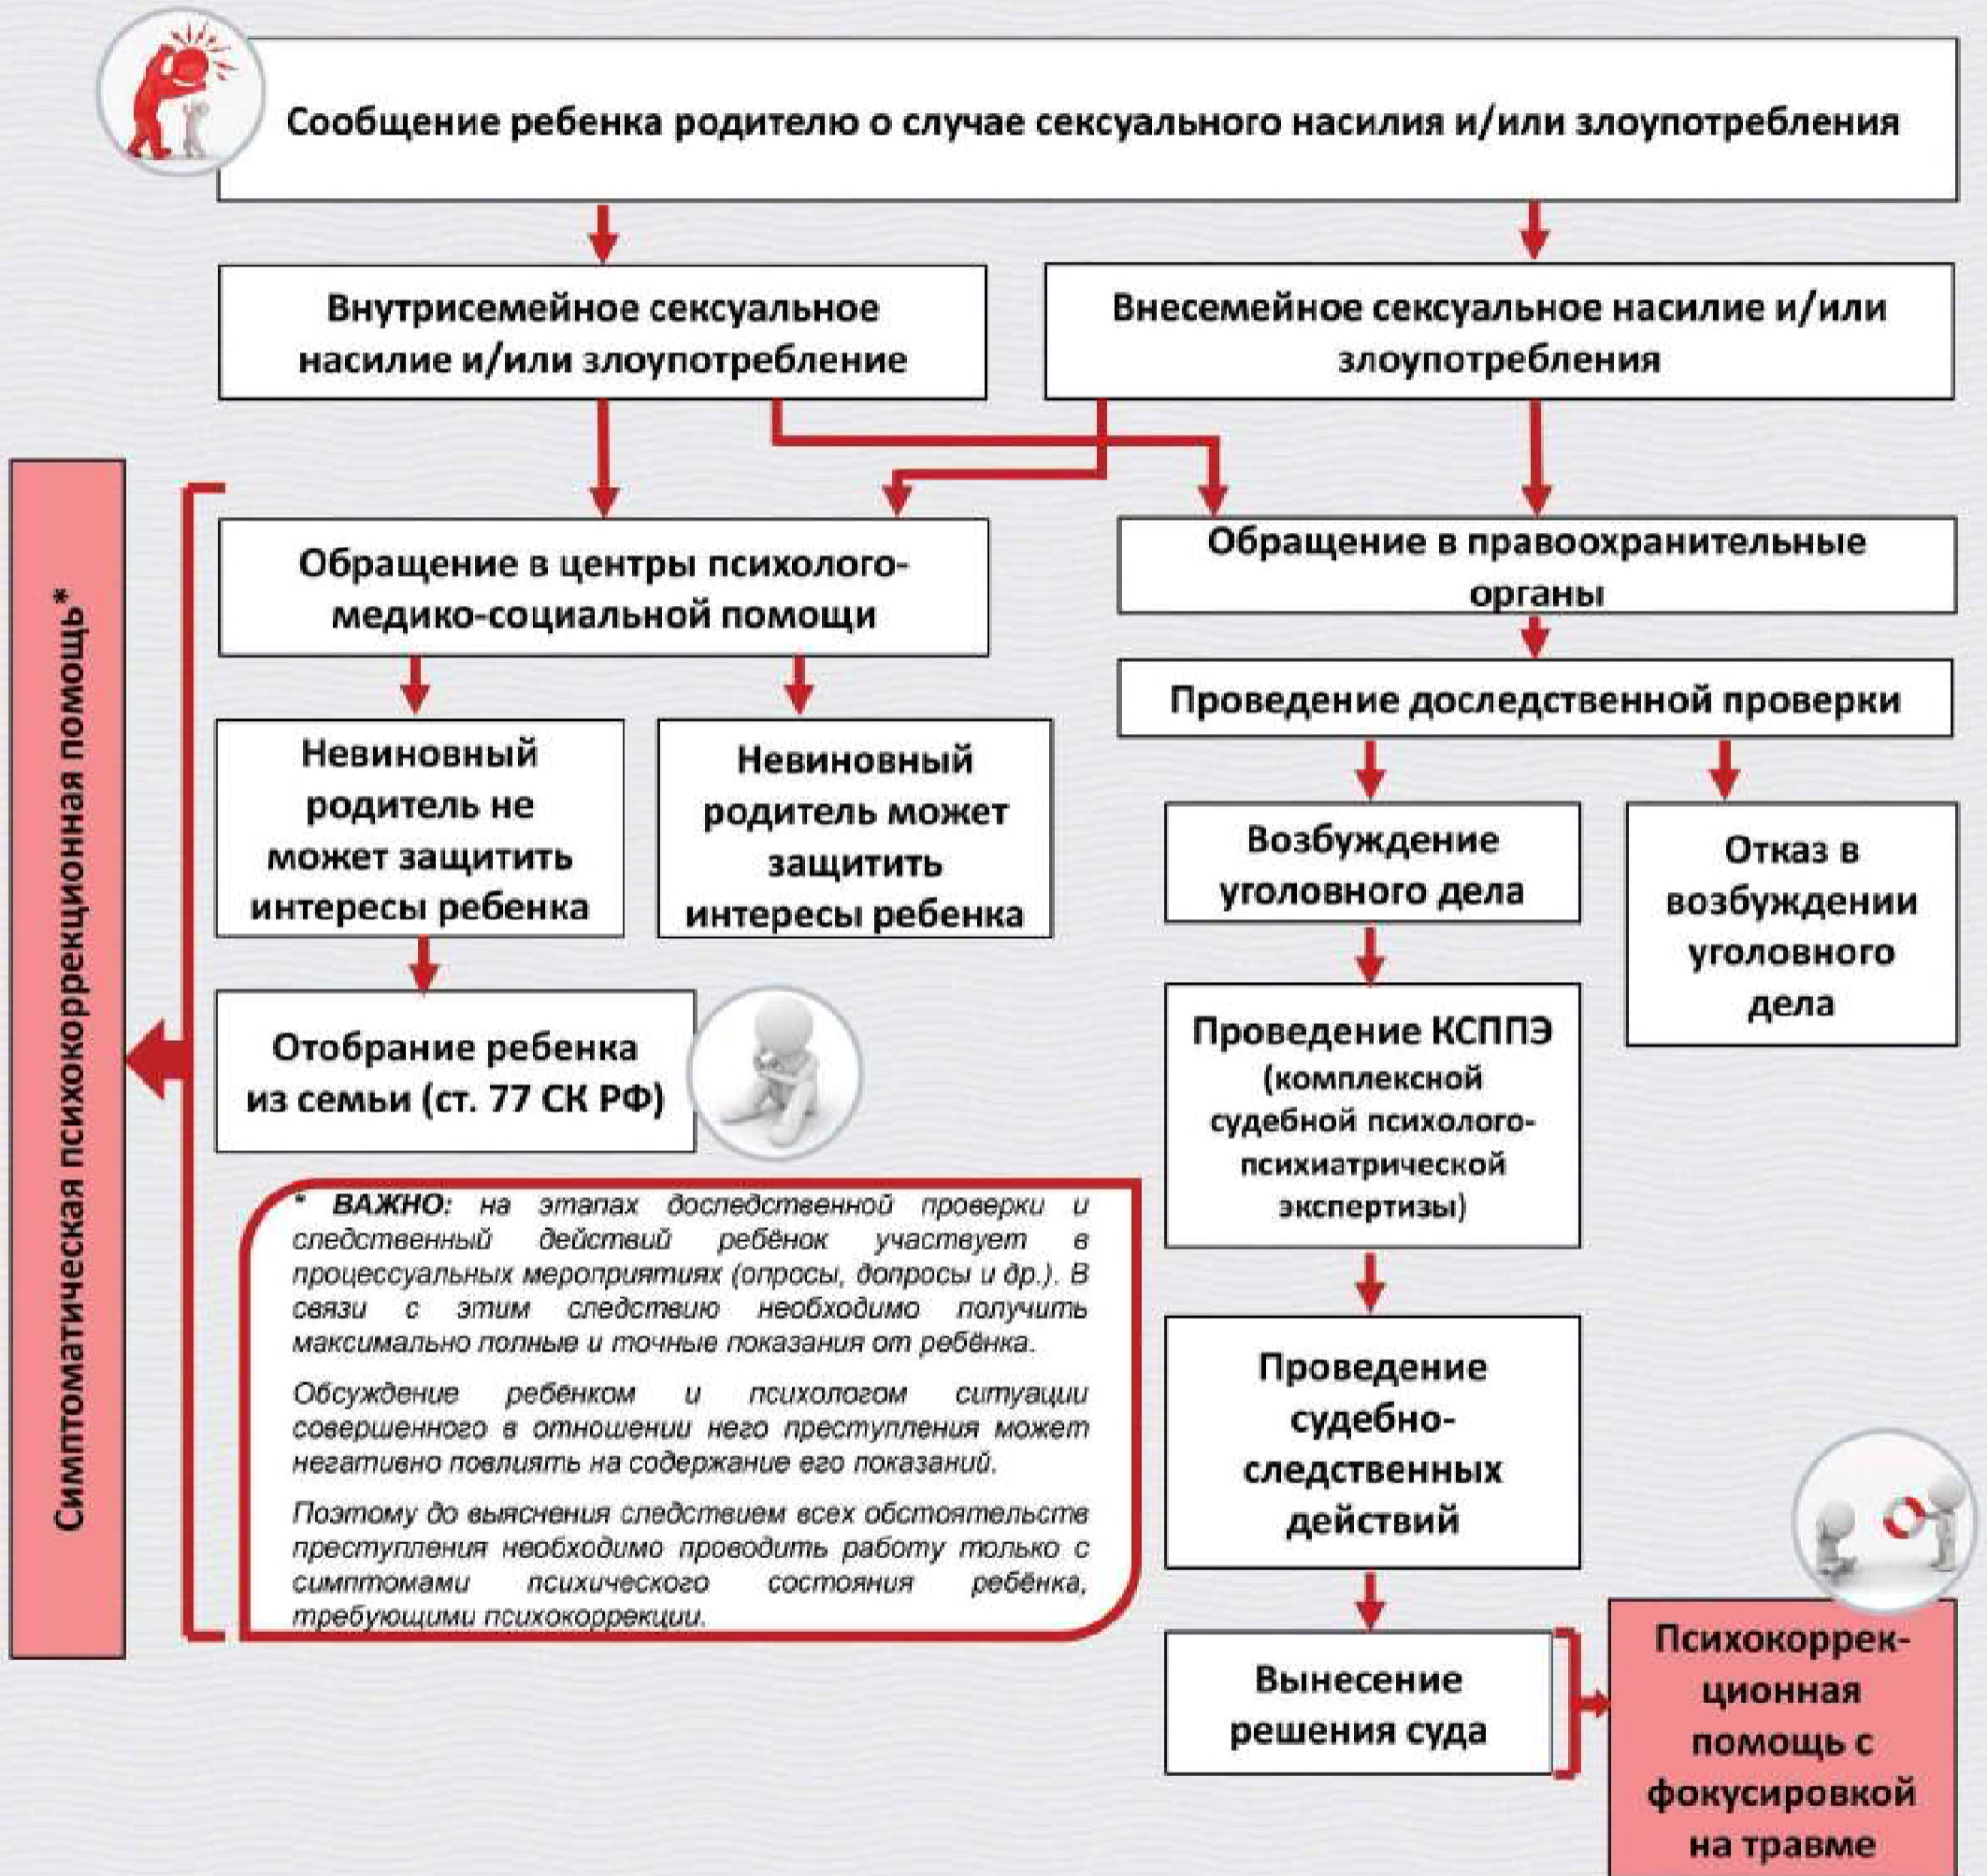 Сообщение ребенка родителю о случае сексуального насилия и/или злоупотребления
Внутрисемейное сексуальное
насилие и/или злоупотребление
Внесемейное сексуальное насилие и/или
злоупотребления
Симптоматическая психокоррекционная помощь*
Обращение в центры психолого-
медико-социальной помощи
Обращение в правоохранительные
органы
Проведение доследственной проверки
Невиновный
родитель не
может защитить
интересы ребенка
Невиновный
родитель может
защитить
интересы ребенка
Возбуждение
уголовного дела
Отказ в
возбуждении
уголовного
дела
Отобрание ребенка
из семьи (ст. 77 СК РФ)
Проведение КСППЭ
(комплексной
судебной психолого-
психиатрической
экспертизы)
* ВАЖНО: на этапах доследственной проверки и
следственный действий ребёнок участвует в
процессуальных мероприятиях (опросы, допросы и др.). В
связи с этим следствию необходимо получить
максимально полные и точные показания от ребёнка.
Обсуждение ребёнком и психологом ситуации
совершенного в отношении него преступления может
негативно повлиять на содержание его показаний.
Поэтому до выяснения следствием всех обстоятельств
преступления необходимо проводить работу только с
симптомами психического состояния ребёнка,
требующими психокоррекции.
Проведение
судебно-
следственных
действий
Вынесение
решения суда
Психокоррек-
ционная
помощь с
фокусировкой
на травме